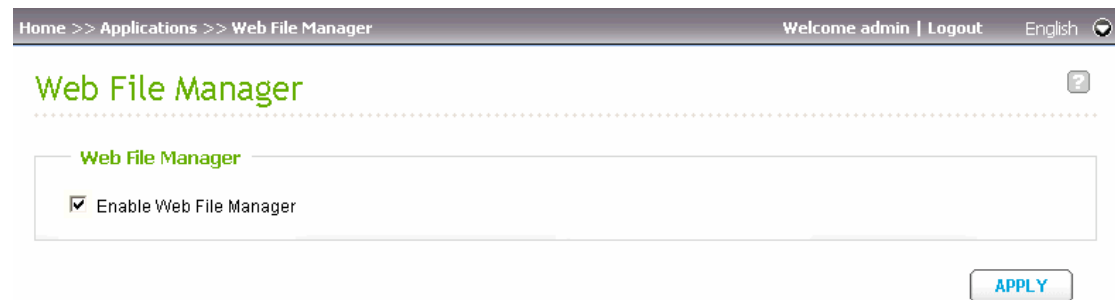 Home >> Applications >> Web File Manager Welcome admin | Logout English
Web File Manager ?
Web File Manager
Enable Web File Manager
APPLY